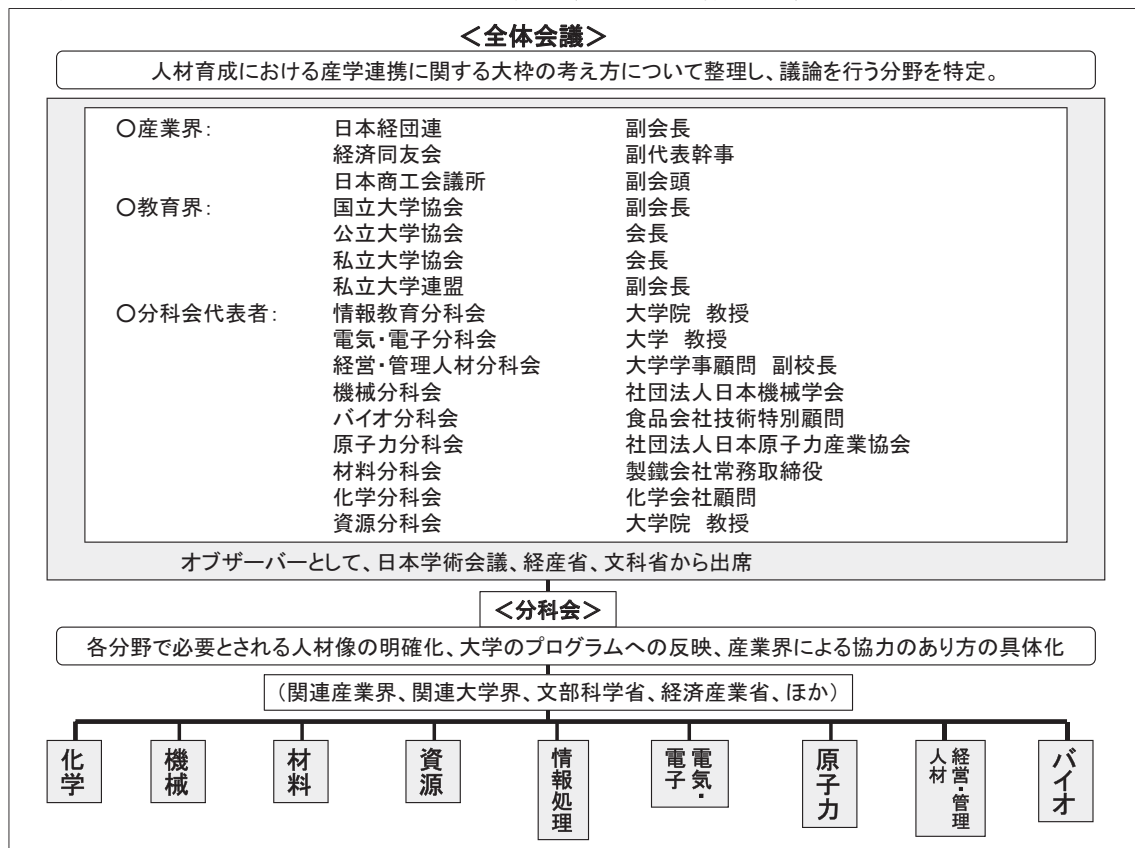 ＜全体会議＞
人材育成における産学連携に関する大枠の考え方について整理し、議論を行う分野を特定。
○産業界： 日本経団連 副会長
経済同友会 副代表幹事
日本商工会議所 副会頭
○教育界： 国立大学協会 副会長
公立大学協会 会長
私立大学協会 会長
私立大学連盟 副会長
○分科会代表者： 情報教育分科会 大学院 教授
電気・電子分科会 大学 教授
経営・管理人材分科会 大学学事顧問 副校長
機械分科会 社団法人日本機械学会
バイオ分科会 食品会社技術特別顧問
原子力分科会 社団法人日本原子力産業協会
材料分科会 製鐵会社常務取締役
化学分科会 化学会社顧問
資源分科会 大学院 教授
オブザーバーとして、日本学術会議、経産省、文科省から出席
＜分科会＞
各分野で必要とされる人材像の明確化、大学のプログラムへの反映、産業界による協力のあり方の具体化
（関連産業界、関連大学界、文部科学省、経済産業省、ほか）
化学
機械
材料
資源
情報処理
電気・
電子
原子力
経営・管理
人材
バイオ